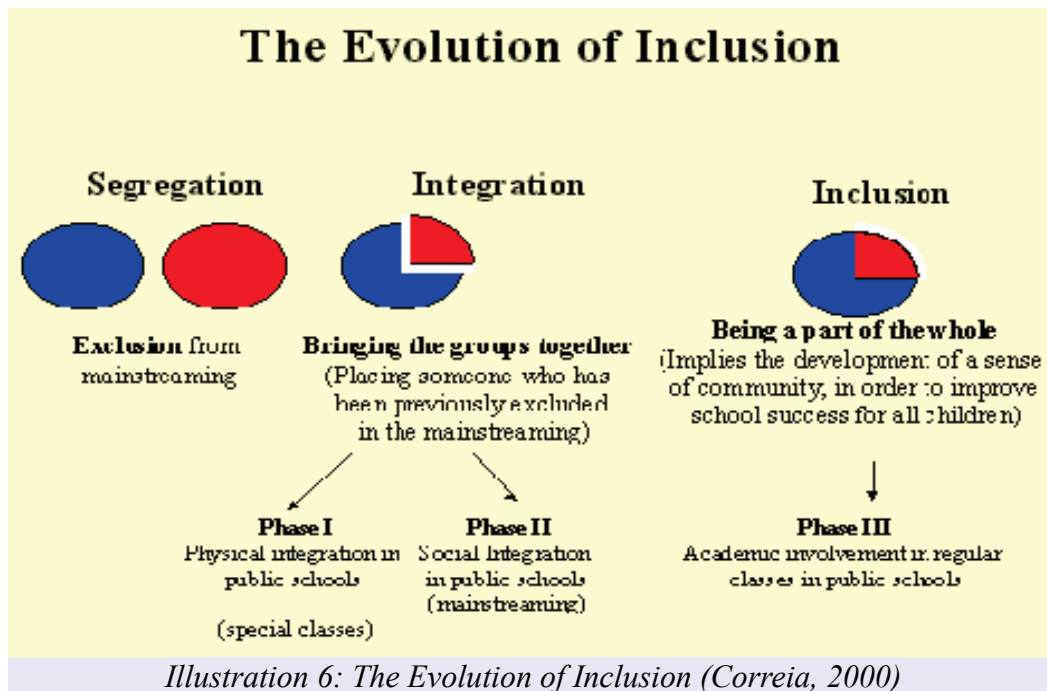 The Evolution of Inclusion
Segregation
Exclusion from
mainstreaming
Integration
Bringing the groups together
(Placing someone who has
been previously excluded
in the mainstreaming)
Phase I
Physical integration in
public schools
(special classes)
Phase II
Social Integration
in public schools
(mainstreaming)
Inclusion
Being a part of the whole
(Implies the development of a sense
of community, in order to improve
school success for all children)
Phase III
Academic involvement in regular
classes in public schools
Illustration 6: The Evolution of Inclusion (Correia, 2000)